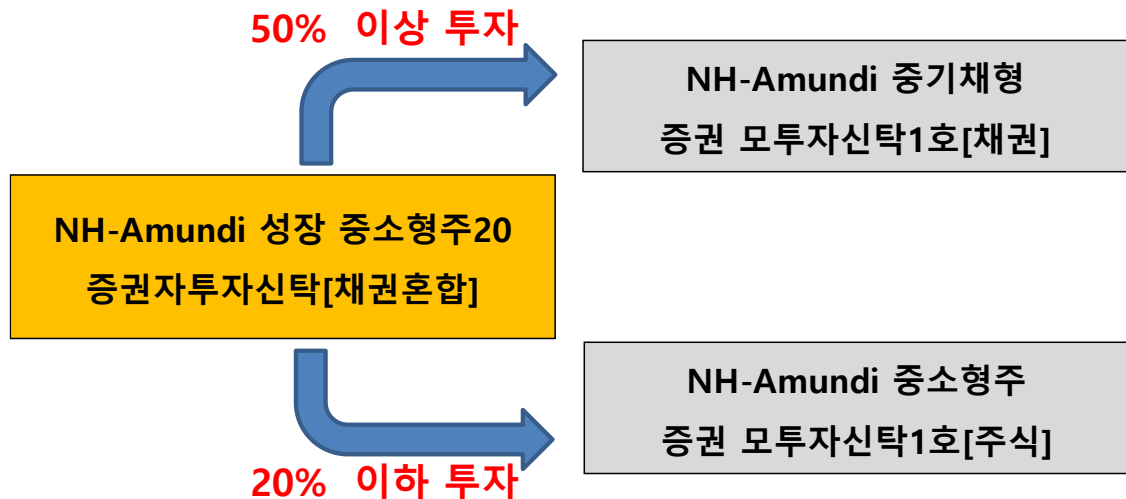 50% 이상 투자
NH-Amundi 중기채형
증권 모투자신탁1호[채권]
NH-Amundi 성장 중소형주20
증권자투자신탁[채권혼합]
NH-Amundi 중소형주
증권 모투자신탁1호[주식]
20% 이하 투자